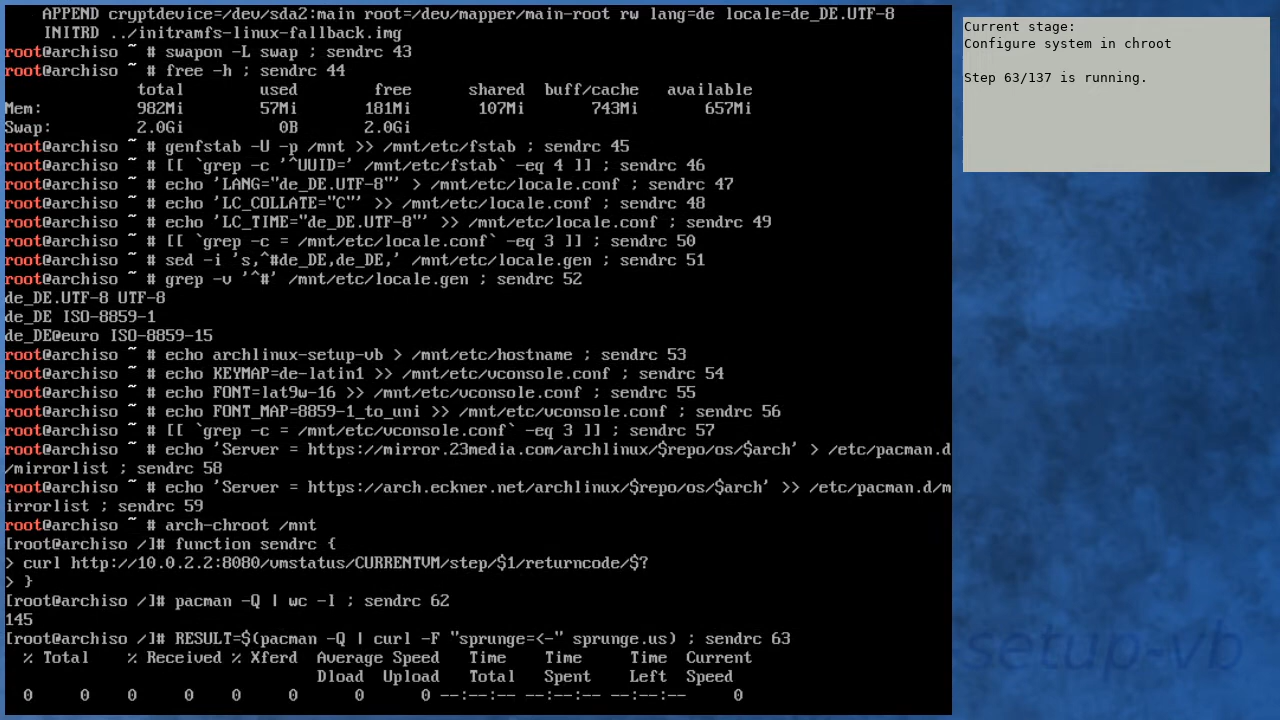 APPEND cryptdevice=/dev/sda2:main root=/dev/mapper/main-root rw lang=de locale=de_DE.UTF-8
    INITRD ../initramfs-linux-fallback.img
root@archiso ~ # swapon -L swap ; sendrc 43
root@archiso ~ # free -h ; sendrc 44
              total        used        free      shared  buff/cache   available
Mem:          982Mi        57Mi       181Mi       107Mi       743Mi       657Mi
Swap:         2.0Gi          0B       2.0Gi
root@archiso ~ # genfstab -U -p /mnt >> /mnt/etc/fstab ; sendrc 45
root@archiso ~ # [[ `grep -c '^UUID=' /mnt/etc/fstab` -eq 4 ]] ; sendrc 46
root@archiso ~ # echo 'LANG="de_DE.UTF-8"' > /mnt/etc/locale.conf ; sendrc 47
root@archiso ~ # echo 'LC_COLLATE="C"' >> /mnt/etc/locale.conf ; sendrc 48
root@archiso ~ # echo 'LC_TIME="de_DE.UTF-8"' >> /mnt/etc/locale.conf ; sendrc 49
root@archiso ~ # [[ `grep -c = /mnt/etc/locale.conf` -eq 3 ]] ; sendrc 50
root@archiso ~ # sed -i 's,^#de_DE,de_DE,' /mnt/etc/locale.gen ; sendrc 51
root@archiso ~ # grep -v '^#' /mnt/etc/locale.gen ; sendrc 52
de_DE.UTF-8 UTF-8
de_DE ISO-8859-1
de_DE@euro ISO-8859-15
root@archiso ~ # echo archlinux-setup-vb > /mnt/etc/hostname ; sendrc 53
root@archiso ~ # echo KEYMAP=de-latin1 >> /mnt/etc/vconsole.conf ; sendrc 54
root@archiso ~ # echo FONT=lat9w-16 >> /mnt/etc/vconsole.conf ; sendrc 55
root@archiso ~ # echo FONT_MAP=8859-1_to_uni >> /mnt/etc/vconsole.conf ; sendrc 56
root@archiso ~ # [[ `grep -c = /mnt/etc/vconsole.conf` -eq 3 ]] ; sendrc 57
root@archiso ~ # echo 'Server = https://mirror.23media.com/archlinux/$repo/os/$arch' > /etc/pacman.d
/mirrorlist ; sendrc 58
root@archiso ~ # echo 'Server = https://arch.eckner.net/archlinux/$repo/os/$arch' >> /etc/pacman.d/m
irrorlist ; sendrc 59
root@archiso ~ # arch-chroot /mnt
[root@archiso /]# function sendrc {
> curl http://10.0.2.2:8080/vmstatus/CURRENTVM/step/$1/returncode/$?
> }
[root@archiso /]# pacman -Q | wc -l ; sendrc 62
145
[root@archiso /]# RESULT=$(pacman -Q | curl -F "sprunge=<-" sprunge.us) ; sendrc 63
  % Total    % Received % Xferd  Average Speed   Time    Time     Time  Current
                                 Dload  Upload   Total   Spent    Left  Speed
  0     0    0     0    0     0      0      0 --:--:-- --:--:-- --:--:--     0
Current stage:
Configure system in chroot
Step 63/137 is running.
setup-vb